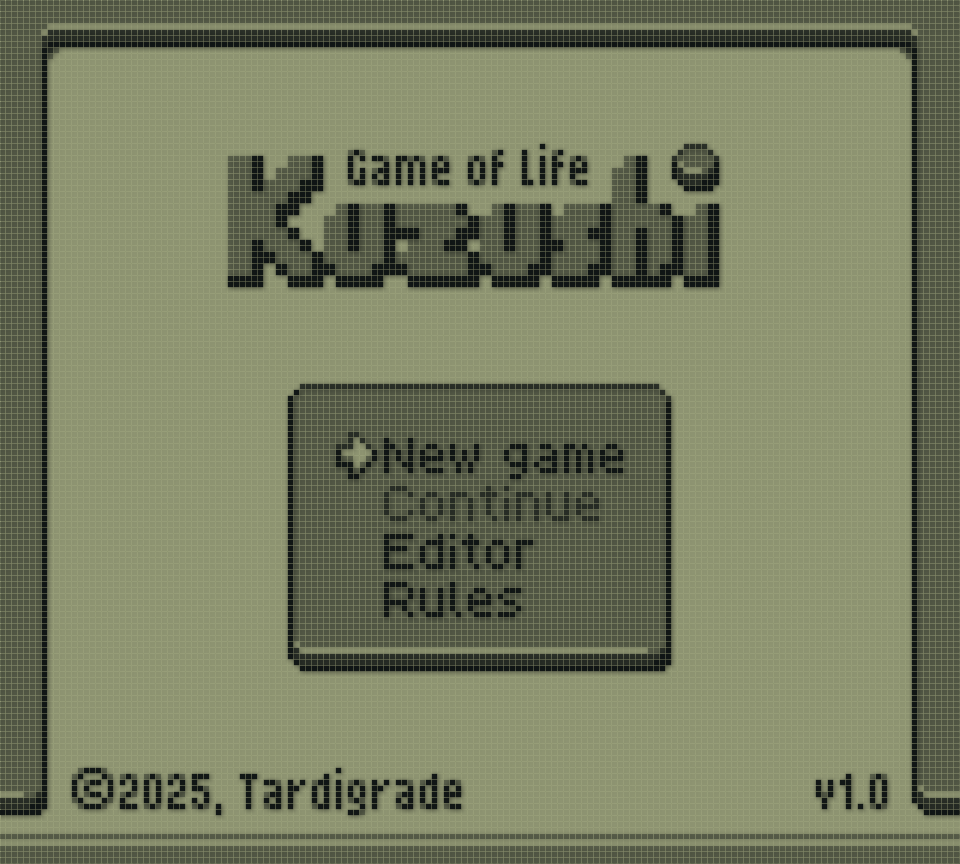 Game of Life
Kuzushi
New game
Continue
Editor
Rules
©2025, Tardigrade
v1.0